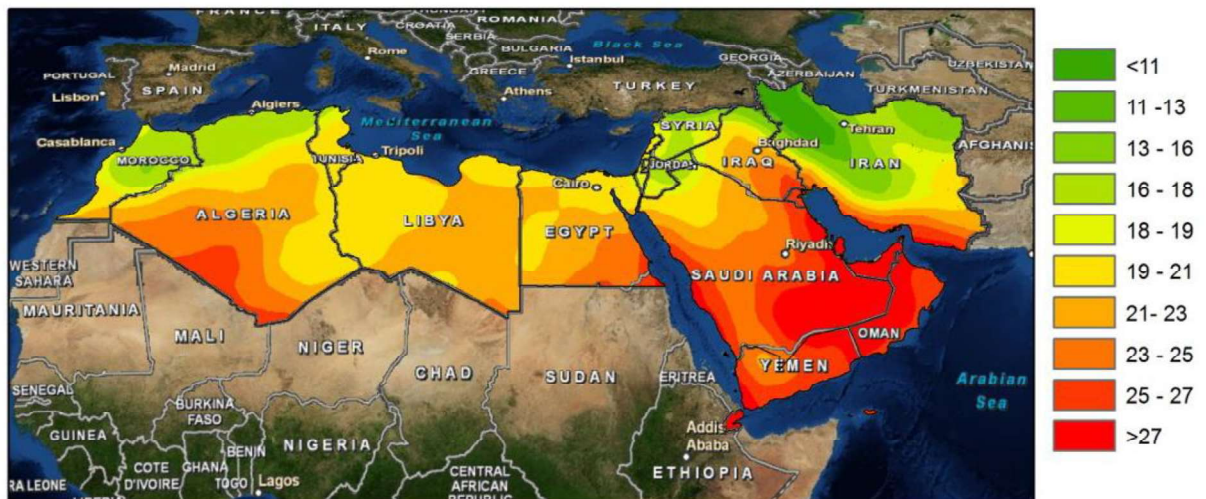 FRANCE
HUNGARY
ROMANIA
ITALY
CROATIA
SERBIA
BULGARIA
Black Sea
GEORGIA
UZBEKISTAN
Rome
Istanbul
AZERBAIJAN
PORTUGAL
Madrid
GREECE
TURKEY
TURKMENISTAN
SPAIN
Lisbon
Athens
Algiers
Mediterranean
Sea
SYRIA
Tehran
Casablanca
Tripoli
Baghdad
AFGHANIS
MOROCCO
TUNISIA
JORDAN
IRAQ
IRAN
Cairo
ALGERIA
LIBYA
EGYPT
Riyadh
WESTERN
SAHARA
SAUDI ARABIA
MAURITANIA
MALI
NIGER
CHAD
SUDAN
ERITREA
YEMEN
OMAN
SENEGAL
Arabian
Sea
BURKINA
FASO
GUINEA
BENIN
NIGERIA
Addis
Ababa
COTE
D'IVOIRE
GHANA
TOGO
Lagos
CENTRAL
AFRICAN
REPUBLIC
ETHIOPIA
RA LEONE
<11
11 -13
13 - 16
16 - 18
18 - 19
19 - 21
21- 23
23 - 25
25 - 27
>27